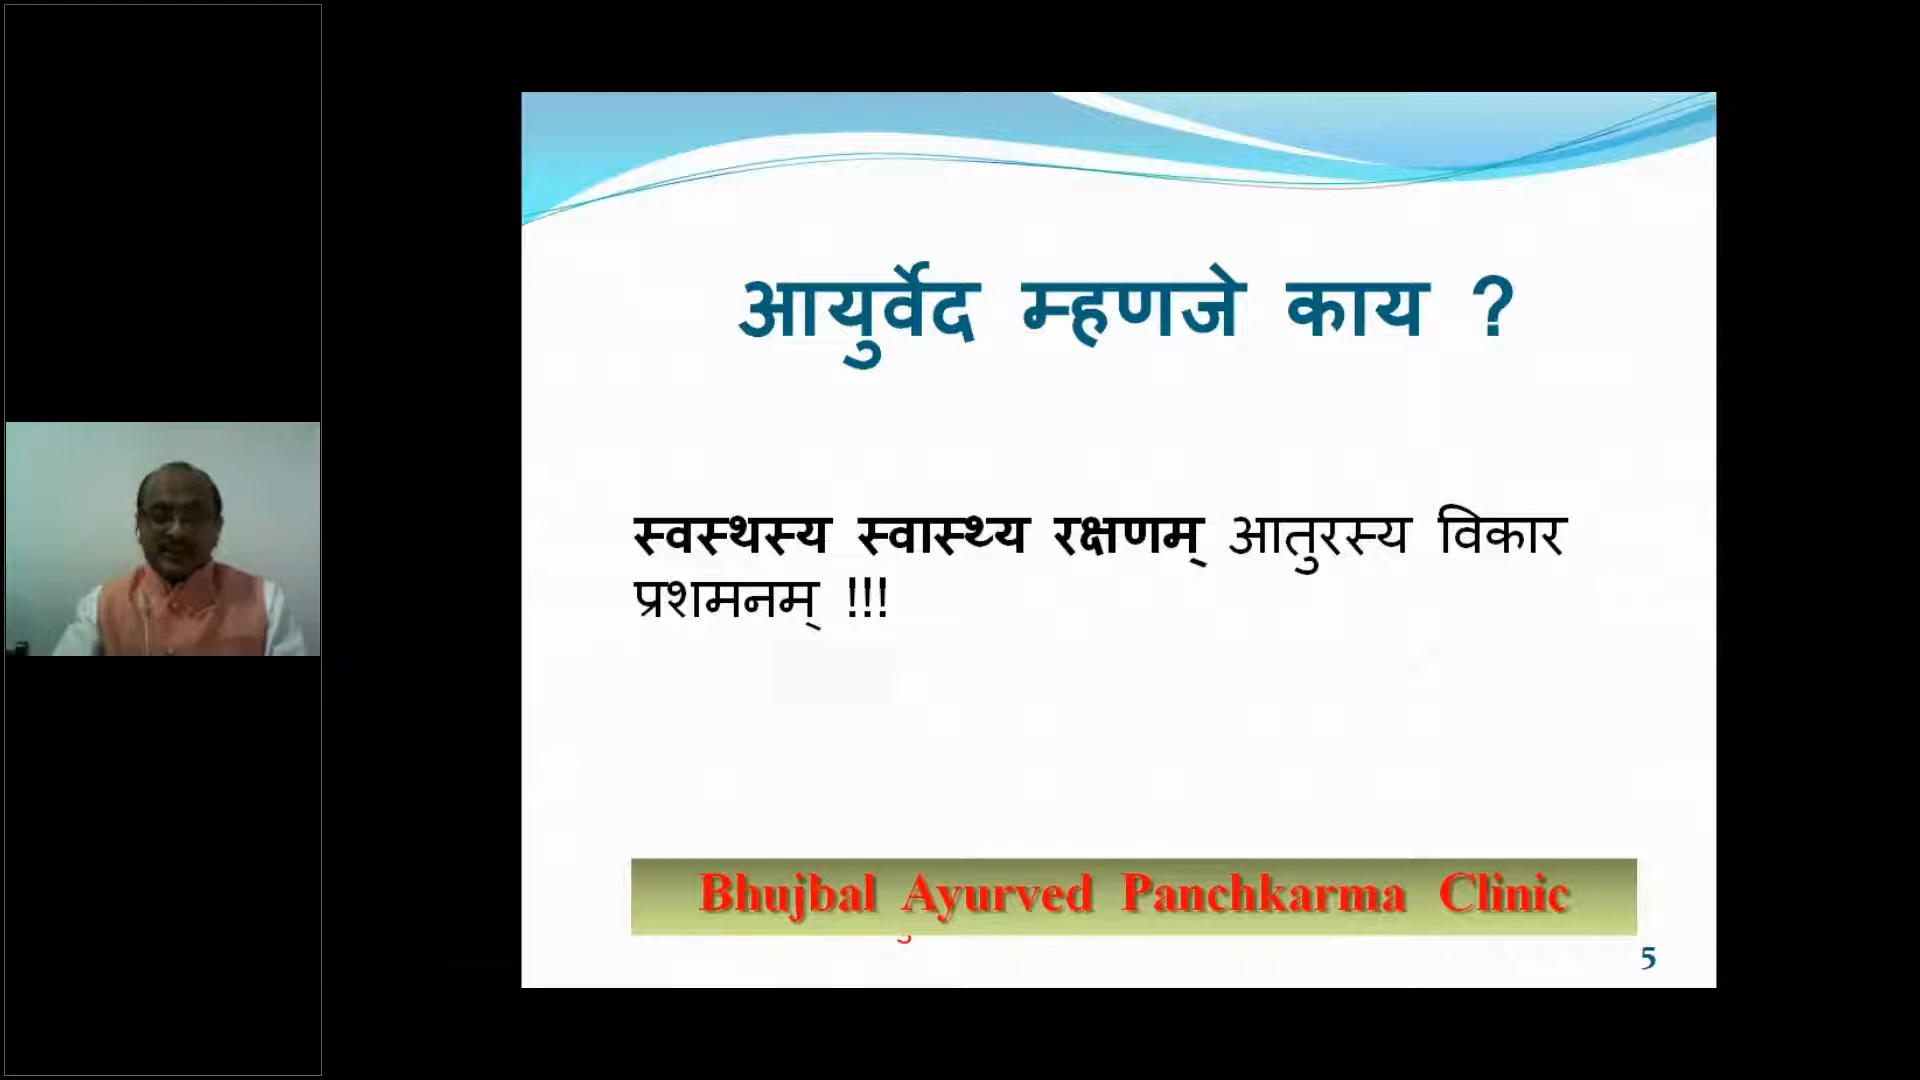 आयुर्वेद म्हणजे काय ?
स्वस्थस्य स्वास्थ्य रक्षणम् आतुरस्य विकार
प्रशमनम् !!!
Bhujbal Ayurved Panchkarma Clinic
5